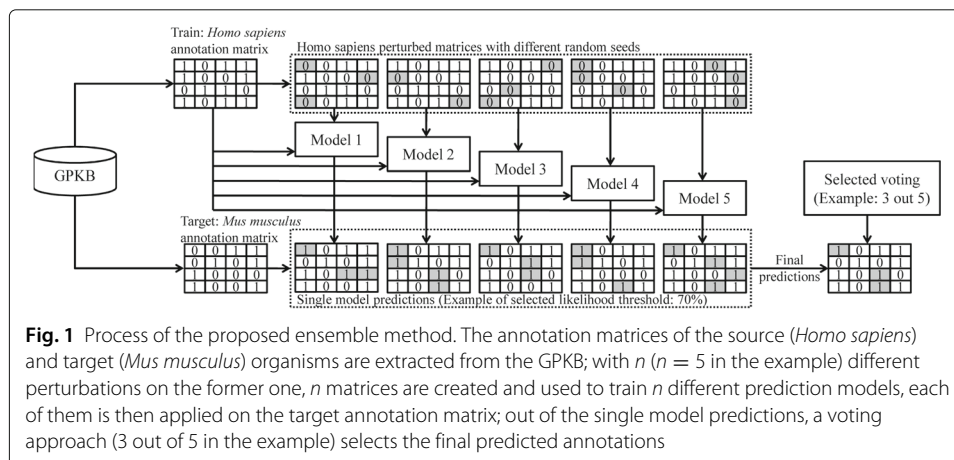 Train: Homo sapiens
annotation matrix
Homo sapiens perturbed matrices with different random seeds
Model 1
Model 2
Model 3
Model 4
Model 5
GPKB
Selected voting
(Example: 3 out 5)
Target: Mus musculus
annotation matrix
Final
predictions
Single model predictions (Example of selected likelihood threshold: 70%)
Fig. 1 Process of the proposed ensemble method. The annotation matrices of the source (Homo sapiens)
and target (Mus musculus) organisms are extracted from the GPKB; with n (n = 5 in the example) different
perturbations on the former one, n matrices are created and used to train n different prediction models, each
of them is then applied on the target annotation matrix; out of the single model predictions, a voting
approach (3 out of 5 in the example) selects the final predicted annotations